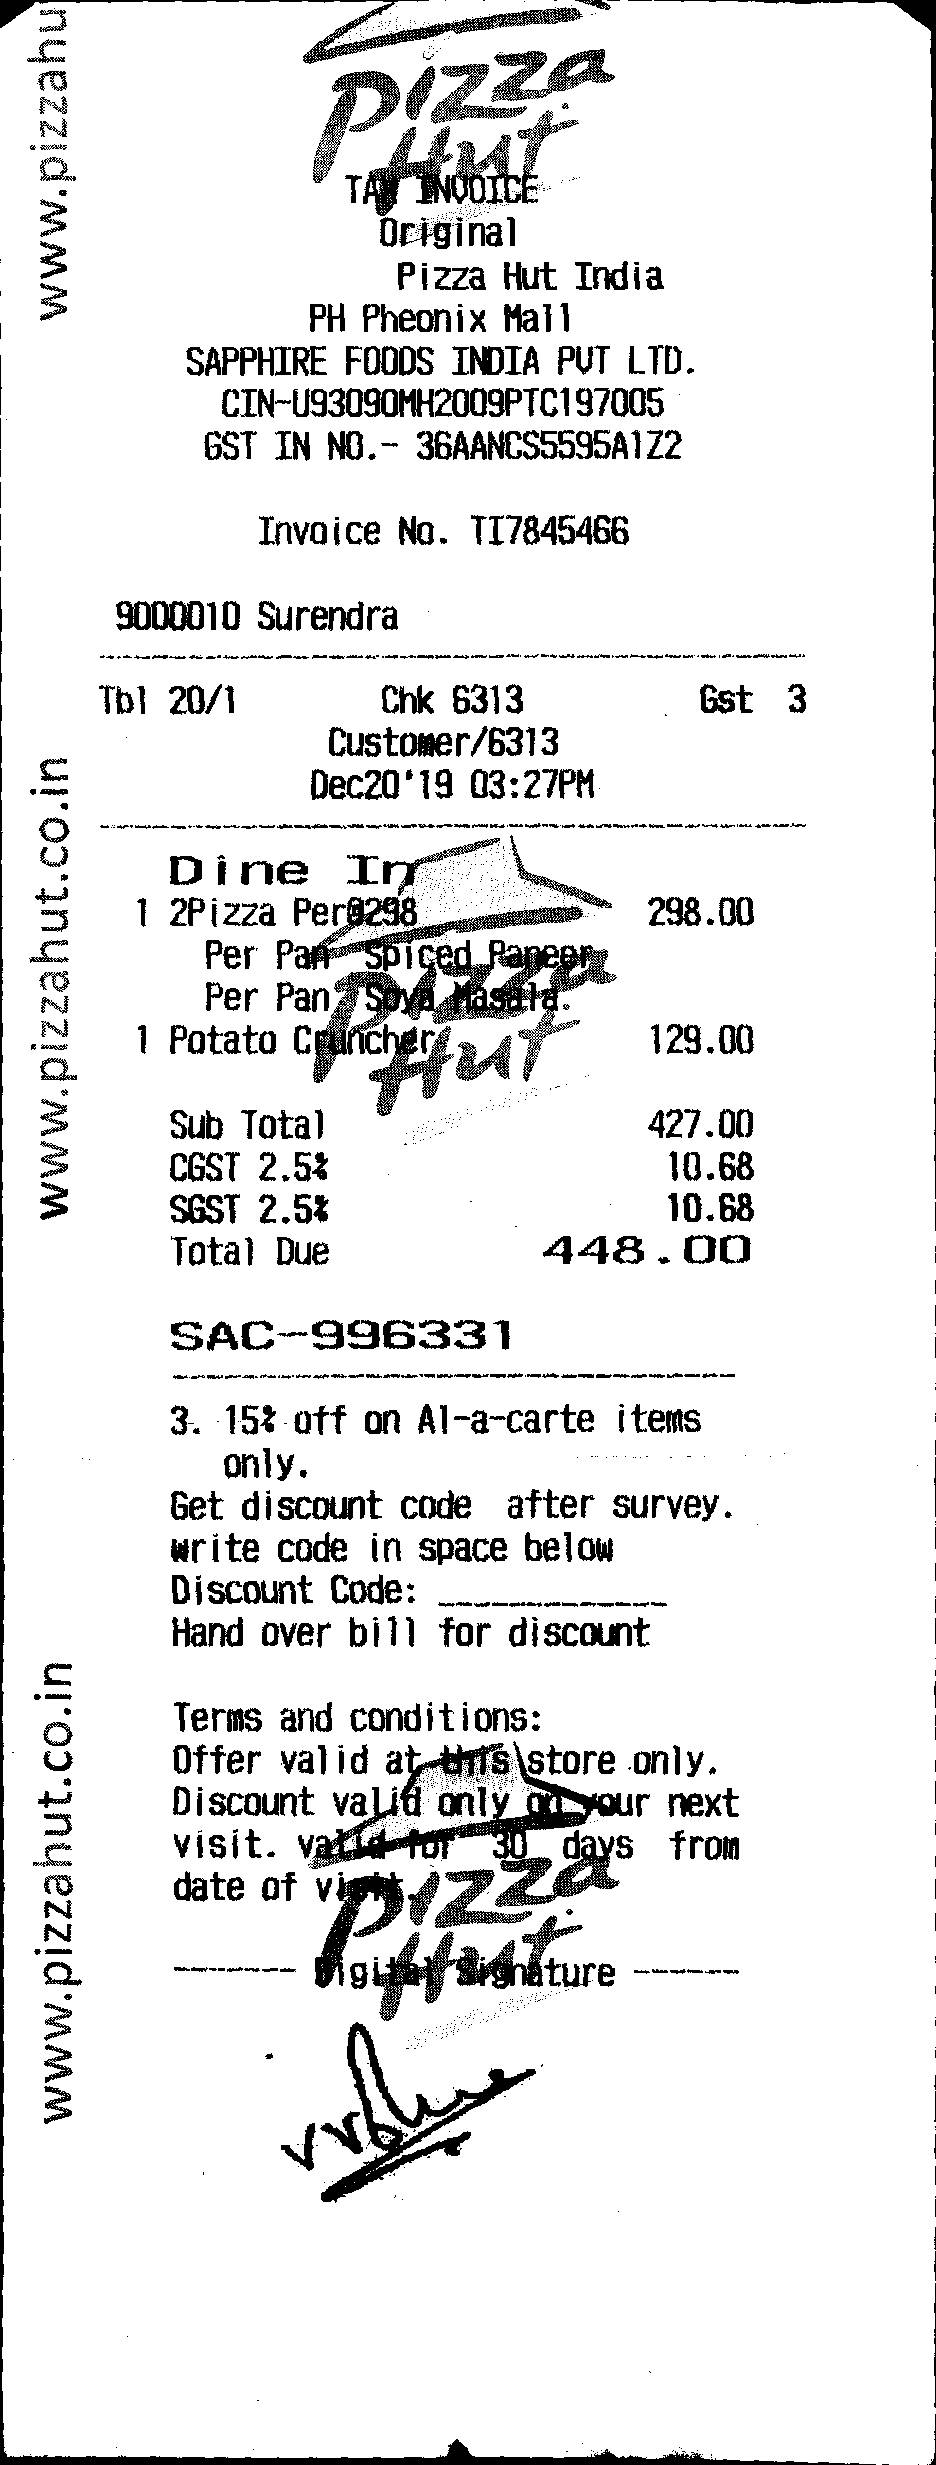 www.pizzahu
Pizza
Hut
TAX INVOICE
Original
Pizza Hut India
PH Pheonix Mall
SAPPHIRE FOODS INDIA PVT LTD.
CIN-U93090MH2009PTC197005
GST IN NO.- 36AANCS5595A1Z2
Invoice No. TI7845466
9000010 Surendra
Tbl 20/1 Chk 6313 Gst 3
Customer/6313
Dec20'19 03:27PM
www.pizzahut.co.in
Dine In
1 2Pizza Per@298 298.00
Per Pan Spiced Paneer
Per Pan Soya Masala.
1 Potato Cruncher 129.00
Pizza
Hut
Sub Total 427.00
CGST 2.5% 10.68
SGST 2.5% 10.68
Total Due 448.00
SAC-996331
3. 15% off on Al-a-carte items
only.
Get discount code after survey.
write code in space below
Discount Code: _____________
Hand over bill for discount
www.pizzahut.co.in
Terms and conditions:
Offer valid at this store only.
Discount valid only on your next
visit. valid for 30 days from
date of visit.
Pizza
Hut
------- Digital Signature ------